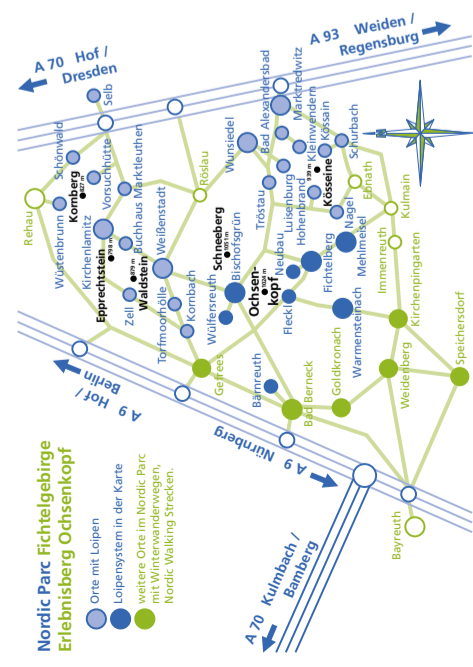 Nordic Parc Fichtelgebirge
Erlebnisberg Ochsenkopf
Orte mit Loipen
Loipensystem in der Karte
weitere Orte im Nordic Parc
mit Winterwanderwegen,
Nordic Walking Strecken.
A 70 Hof /
Dresden
A 93 Weiden /
Regensburg
A 9 Hof /
Berlin
A 9 Nürnberg
A 70 Kulmbach /
Bamberg
Rehau
Schönwald
Selb
Wüstenbrunn
Kornberg
827 m
Vorsuchhütte
Kirchenlamitz
Marktleuthen
Buchhaus
Epprechtstein
798 m
Zell
879 m
Waldstein
Weißenstadt
Röslau
Torfmoorhölle
Kornbach
Gefrees
Wunsiedel
Bad Alexandersbad
Marktredwitz
Tröstau
Luisenburg
Hohenbrand
Kleinwendern
Kössain
939 m
Kösseine
Schurbach
Ebnath
Nagel
Kulmain
Schneeberg
1051m
Bischofsgrün
Wülfersreuth
Ochsen-
kopf
1024 m
Neubau
Fleckl
Fichtelberg
Mehlmeisel
Immenreuth
Warmensteinach
Kirchenpingarten
Bärnreuth
Bad Berneck
Goldkronach
Weidenberg
Speichersdorf
Bayreuth